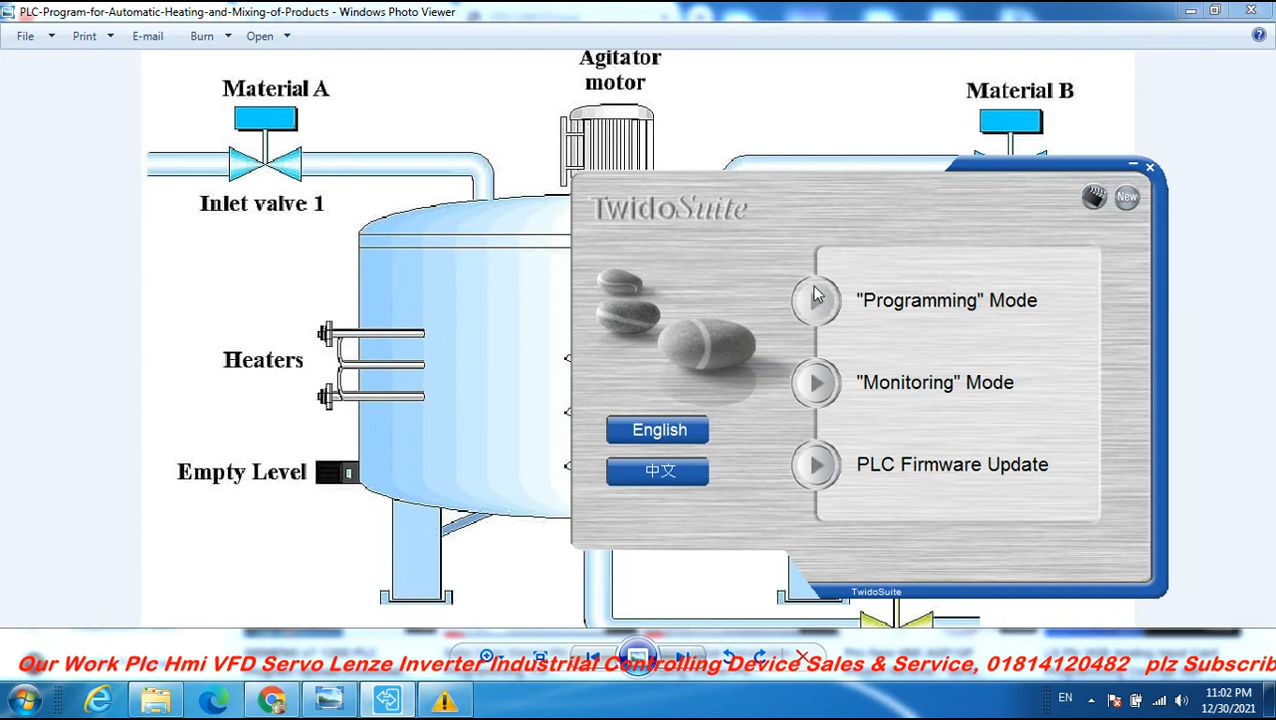 PLC-Program-for-Automatic-Heating-and-Mixing-of-Products - Windows Photo Viewer
File Print E-mail Burn Open
Agitator
motor
Material A
Material B
Inlet valve 1
TwidoSuite
New
"Programming" Mode
Heaters
"Monitoring" Mode
English
中文
PLC Firmware Update
Empty Level
TwidoSuite
Our Work Plc Hmi VFD Servo Lenze Inverter Industrilal Controlling Device Sales & Service, 01814120482 plz Subscrib
EN
11:02 PM
12/30/2021